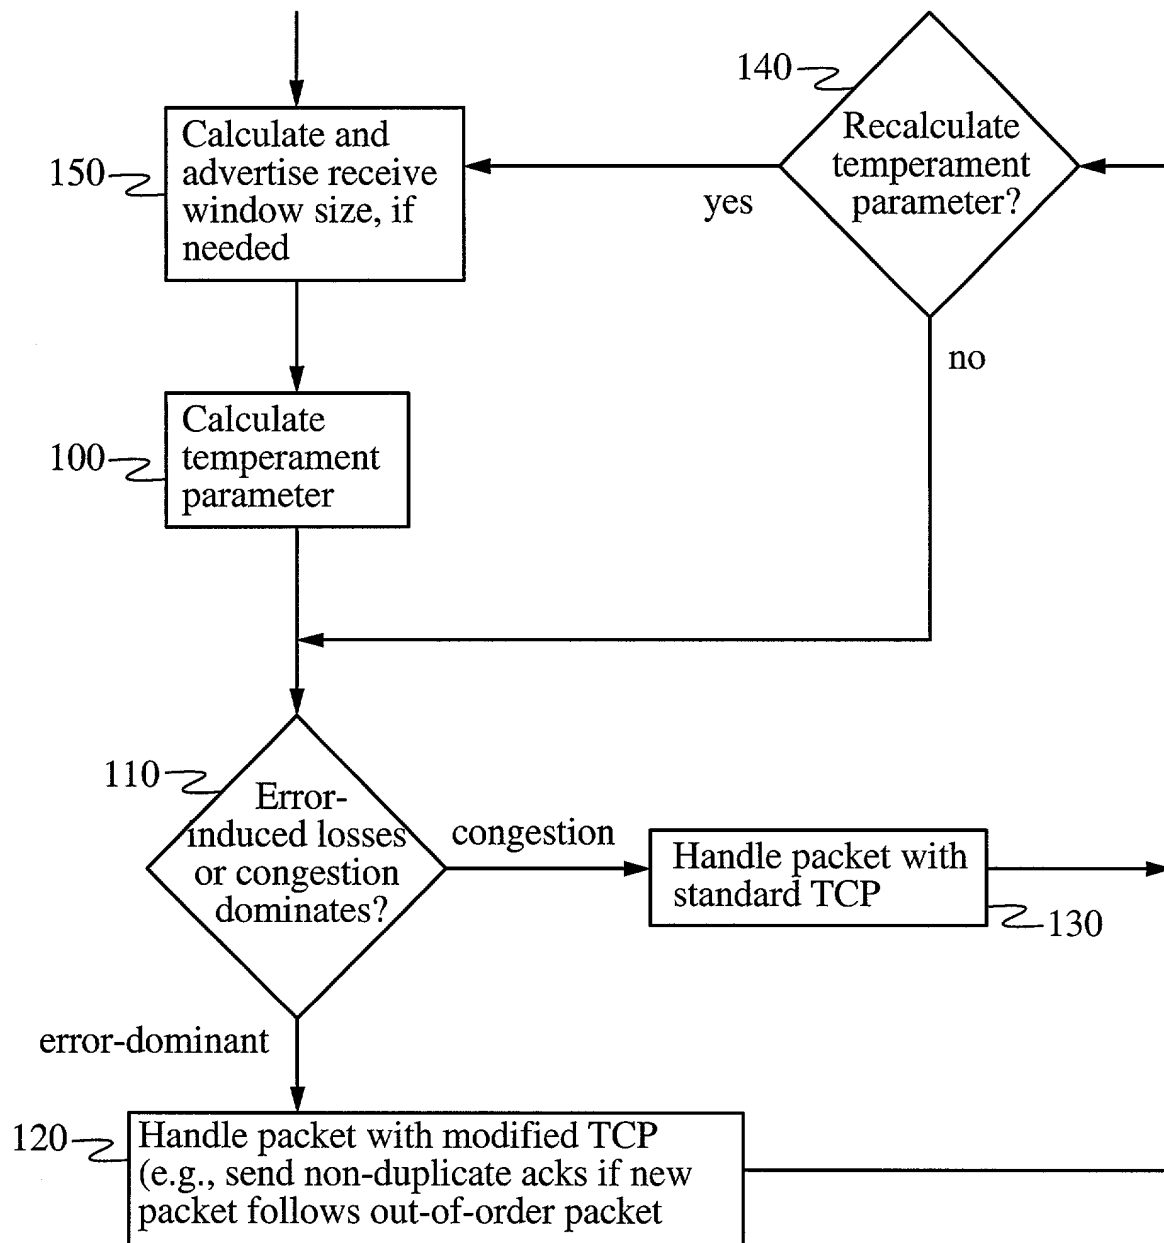 140
Recalculate
temperament
parameter?
150
Calculate and
advertise receive
window size, if
needed
yes
no
100
Calculate
temperament
parameter
110
Error-
induced losses
or congestion
dominates?
congestion
Handle packet with
standard TCP
130
error-dominant
120
Handle packet with modified TCP
(e.g., send non-duplicate acks if new
packet follows out-of-order packet